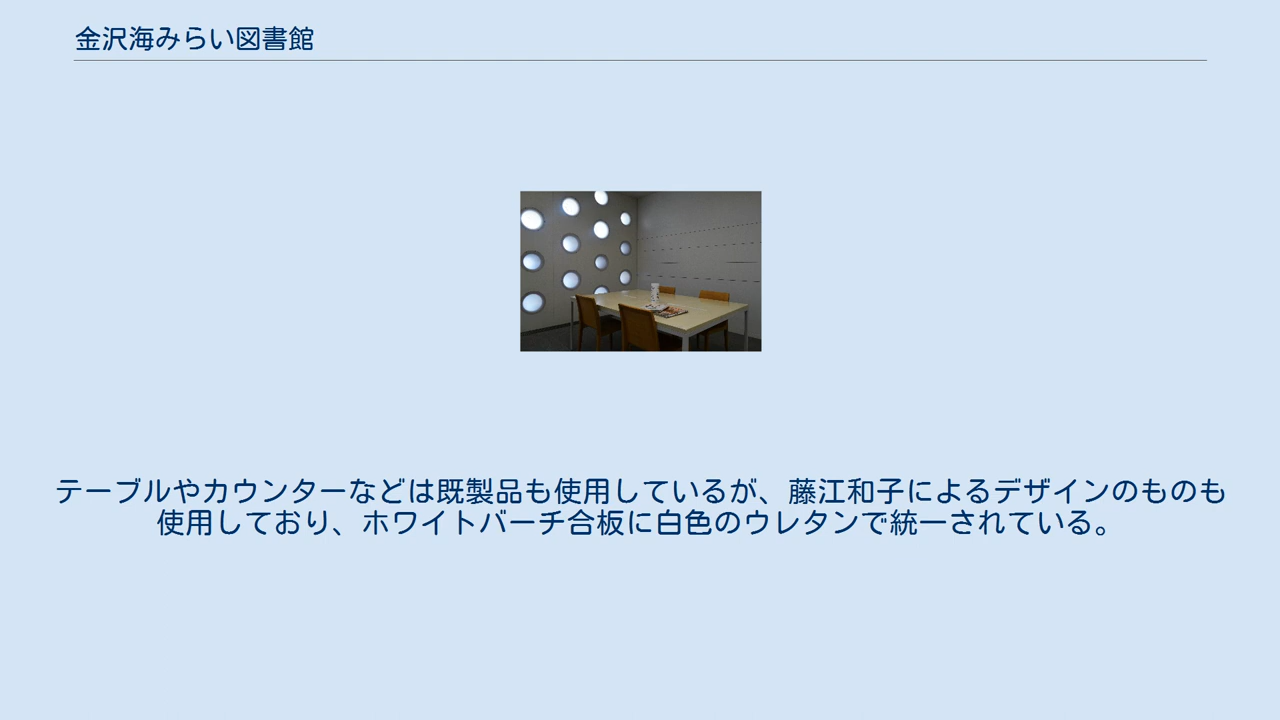 金沢海みらい図書館
テーブルやカウンターなどは既製品も使用しているが、藤江和子によるデザインのものも
使用しており、ホワイトバーチ合板に白色のウレタンで統一されている。